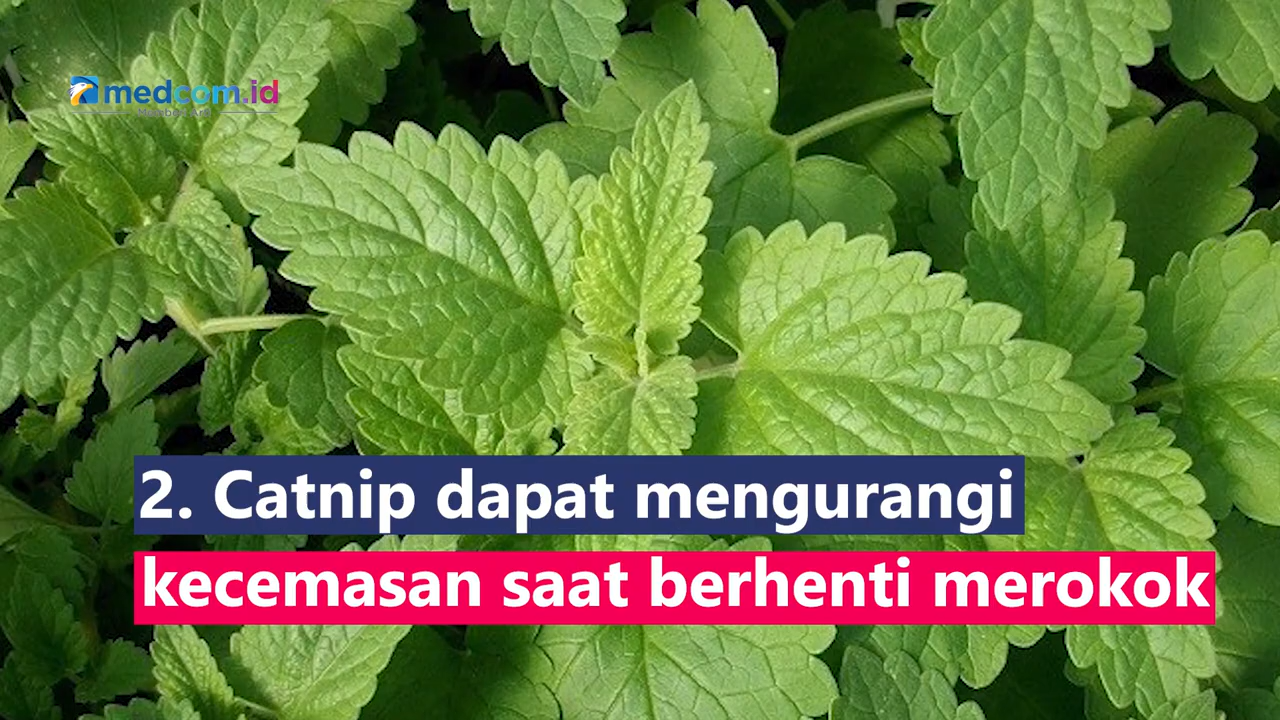 medcom.id
2. Catnip dapat mengurangi
kecemasan saat berhenti merokok